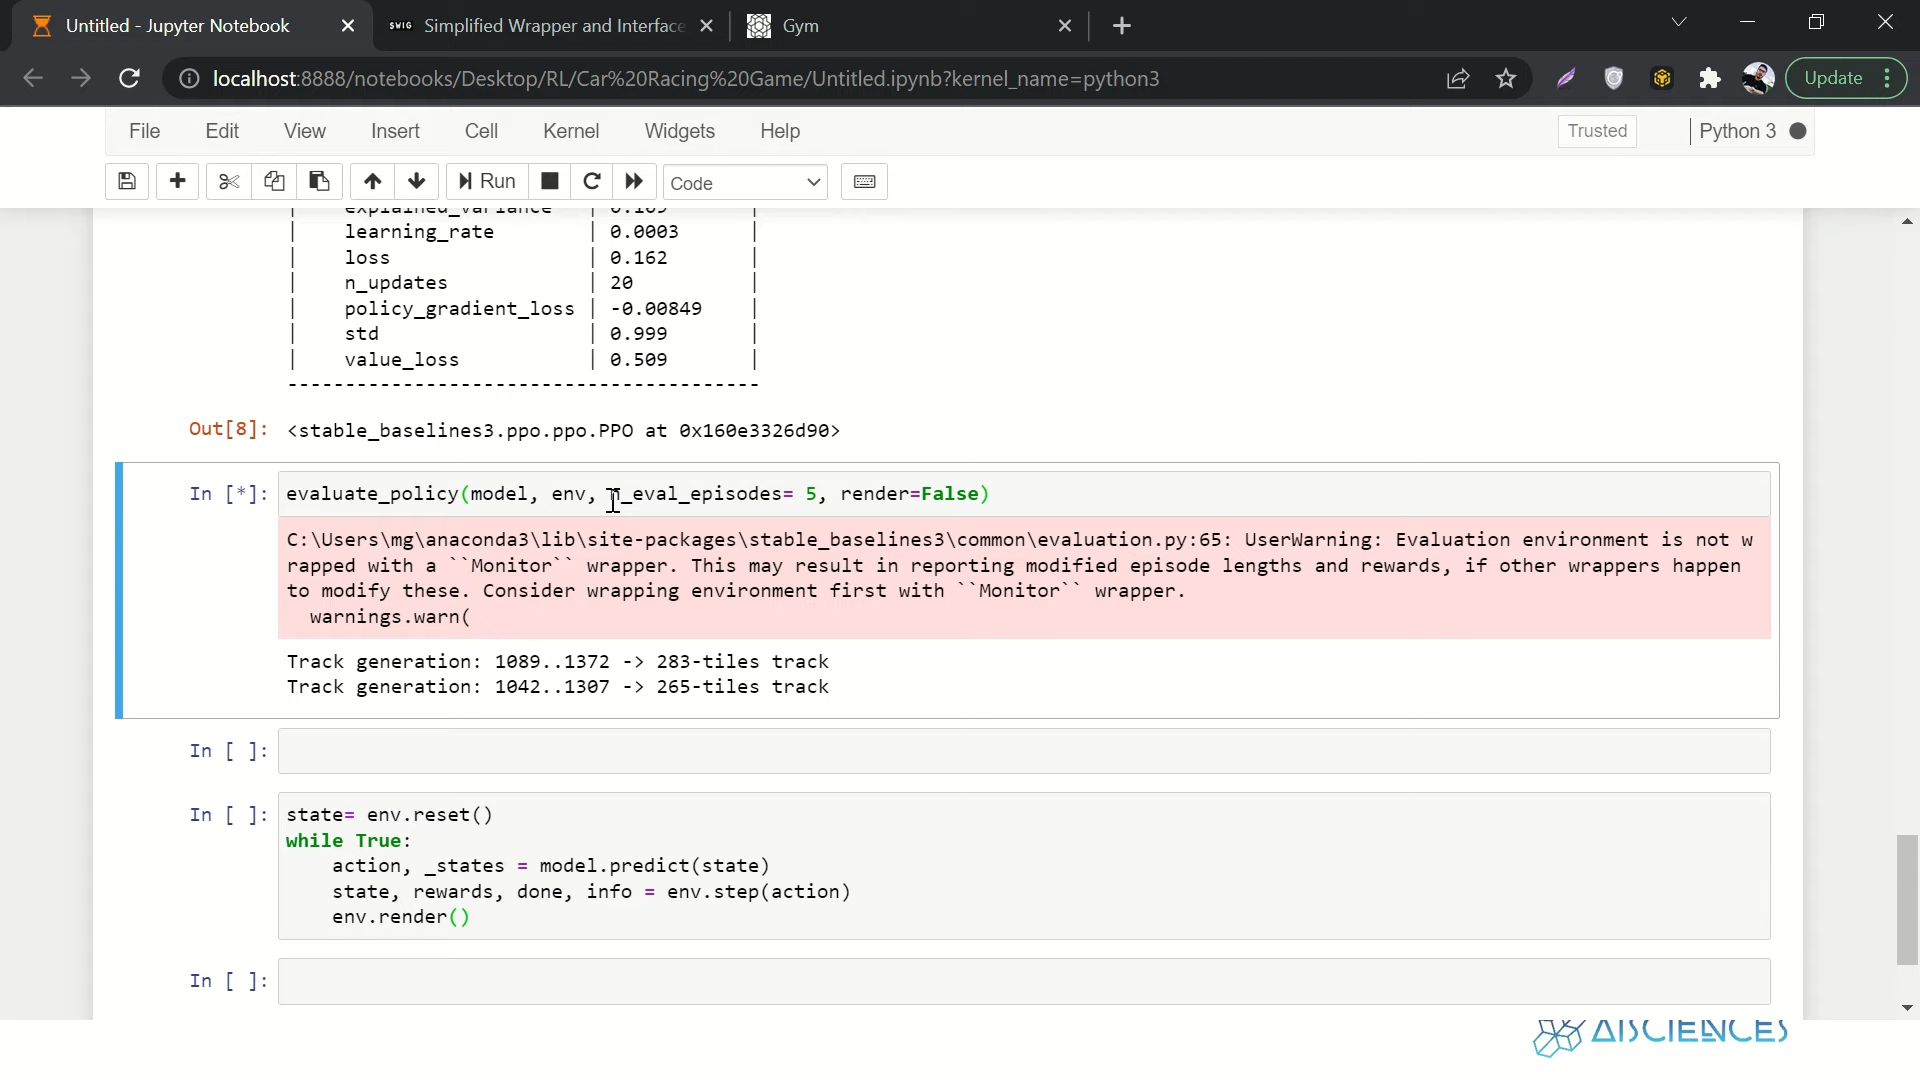 Untitled - Jupyter Notebook
SWIG Simplified Wrapper and Interface
Gym
localhost:8888/notebooks/Desktop/RL/Car%20Racing%20Game/Untitled.ipynb?kernel_name=python3
Update
File Edit View Insert Cell Kernel Widgets Help
Trusted
Python 3
Run
Code
| explained_variance | 0.169 |
| learning_rate | 0.0003 |
| loss | 0.162 |
| n_updates | 20 |
| policy_gradient_loss | -0.00849 |
| std | 0.999 |
| value_loss | 0.509 |
-----------------------------------------
Out[8]: <stable_baselines3.ppo.ppo.PPO at 0x160e3326d90>
In [*]: evaluate_policy(model, env, n_eval_episodes= 5, render=False)
C:\Users\mg\anaconda3\lib\site-packages\stable_baselines3\common\evaluation.py:65: UserWarning: Evaluation environment is not w
rapped with a ``Monitor`` wrapper. This may result in reporting modified episode lengths and rewards, if other wrappers happen
to modify these. Consider wrapping environment first with ``Monitor`` wrapper.
warnings.warn(
Track generation: 1089..1372 -> 283-tiles track
Track generation: 1042..1307 -> 265-tiles track
In [ ]:
In [ ]: state= env.reset()
while True:
action, _states = model.predict(state)
state, rewards, done, info = env.step(action)
env.render()
In [ ]:
AISCIENCES